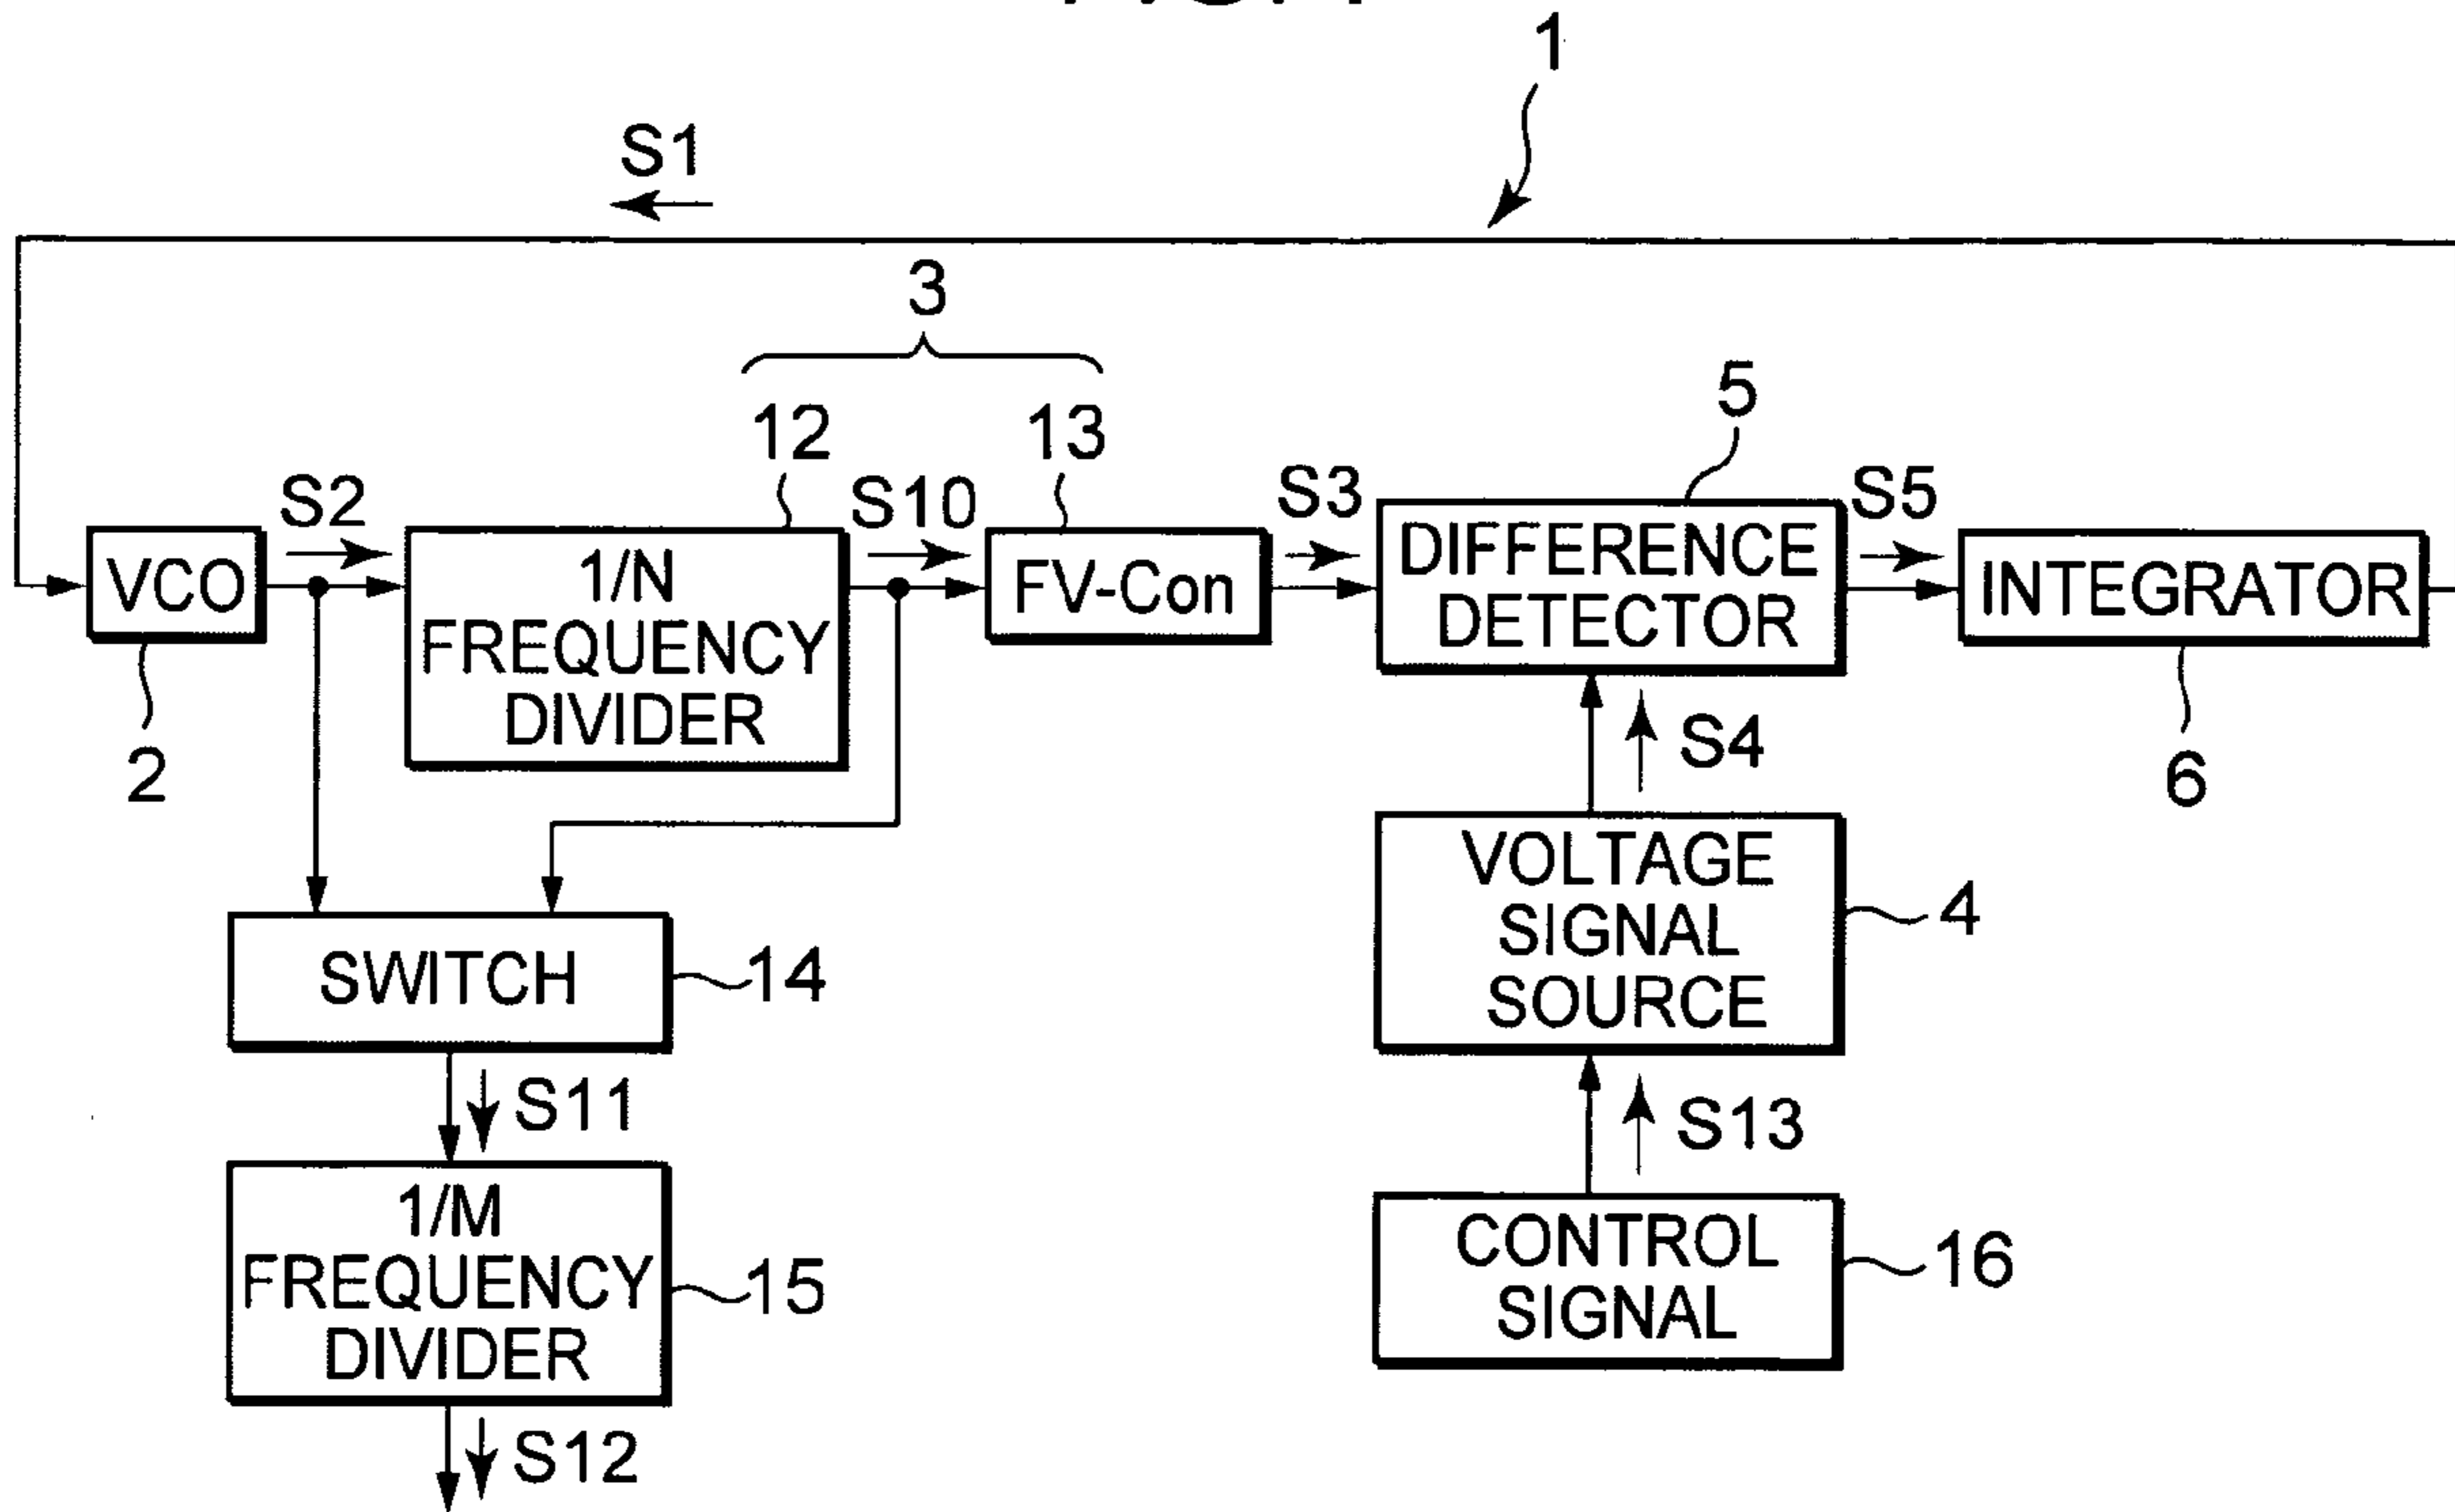 1
S1
3
12
13
5
S2
S10
S3
S5
VCO
1/N
FREQUENCY
DIVIDER
FV-Con
DIFFERENCE
DETECTOR
INTEGRATOR
2
S4
6
VOLTAGE
SIGNAL
SOURCE
4
SWITCH
14
S11
S13
1/M
FREQUENCY
DIVIDER
15
CONTROL
SIGNAL
16
S12